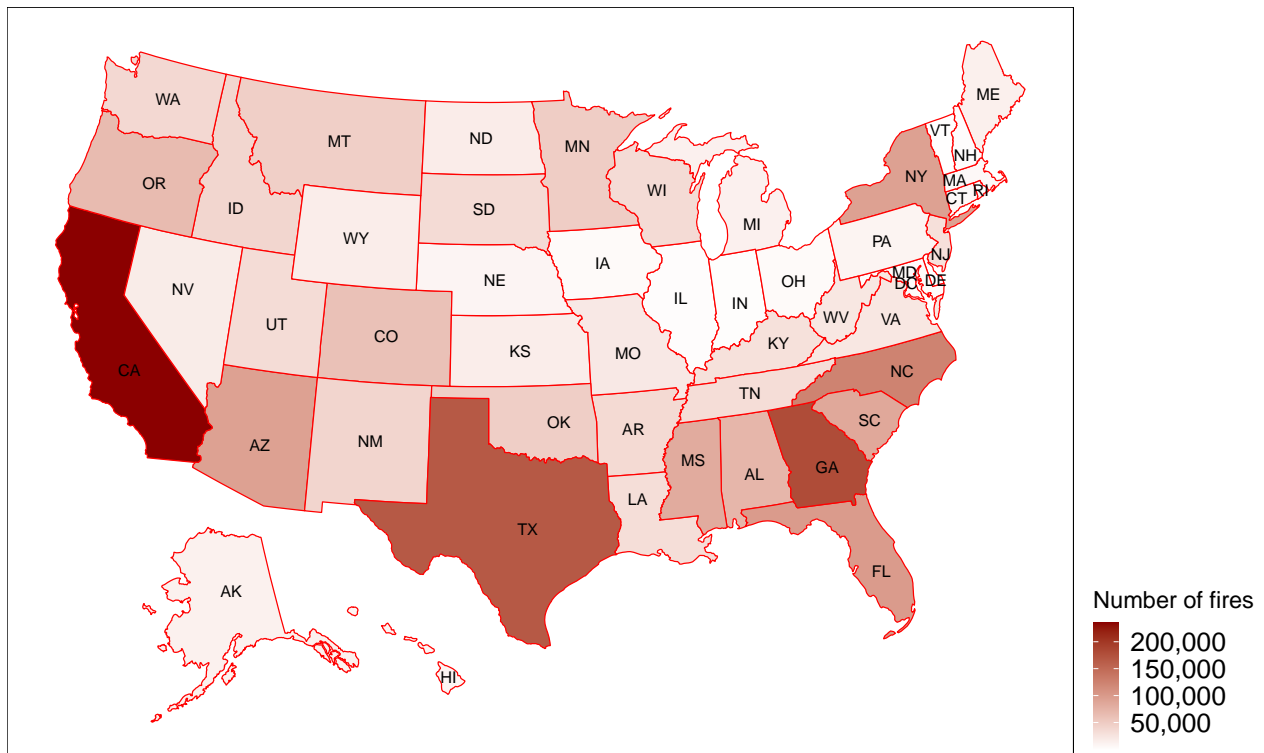 WA
MT
ND
MN
ME
VT
NH
OR
ID
SD
WI
NY
MA
RI
CT
MI
WY
PA
NJ
NE
IA
OH
MD
DE
DC
NV
IL
IN
UT
CO
WV
VA
KS
MO
KY
CA
NC
TN
AZ
NM
OK
AR
SC
MS
AL
GA
LA
TX
FL
AK
HI
Number of fires
200,000
150,000
100,000
50,000